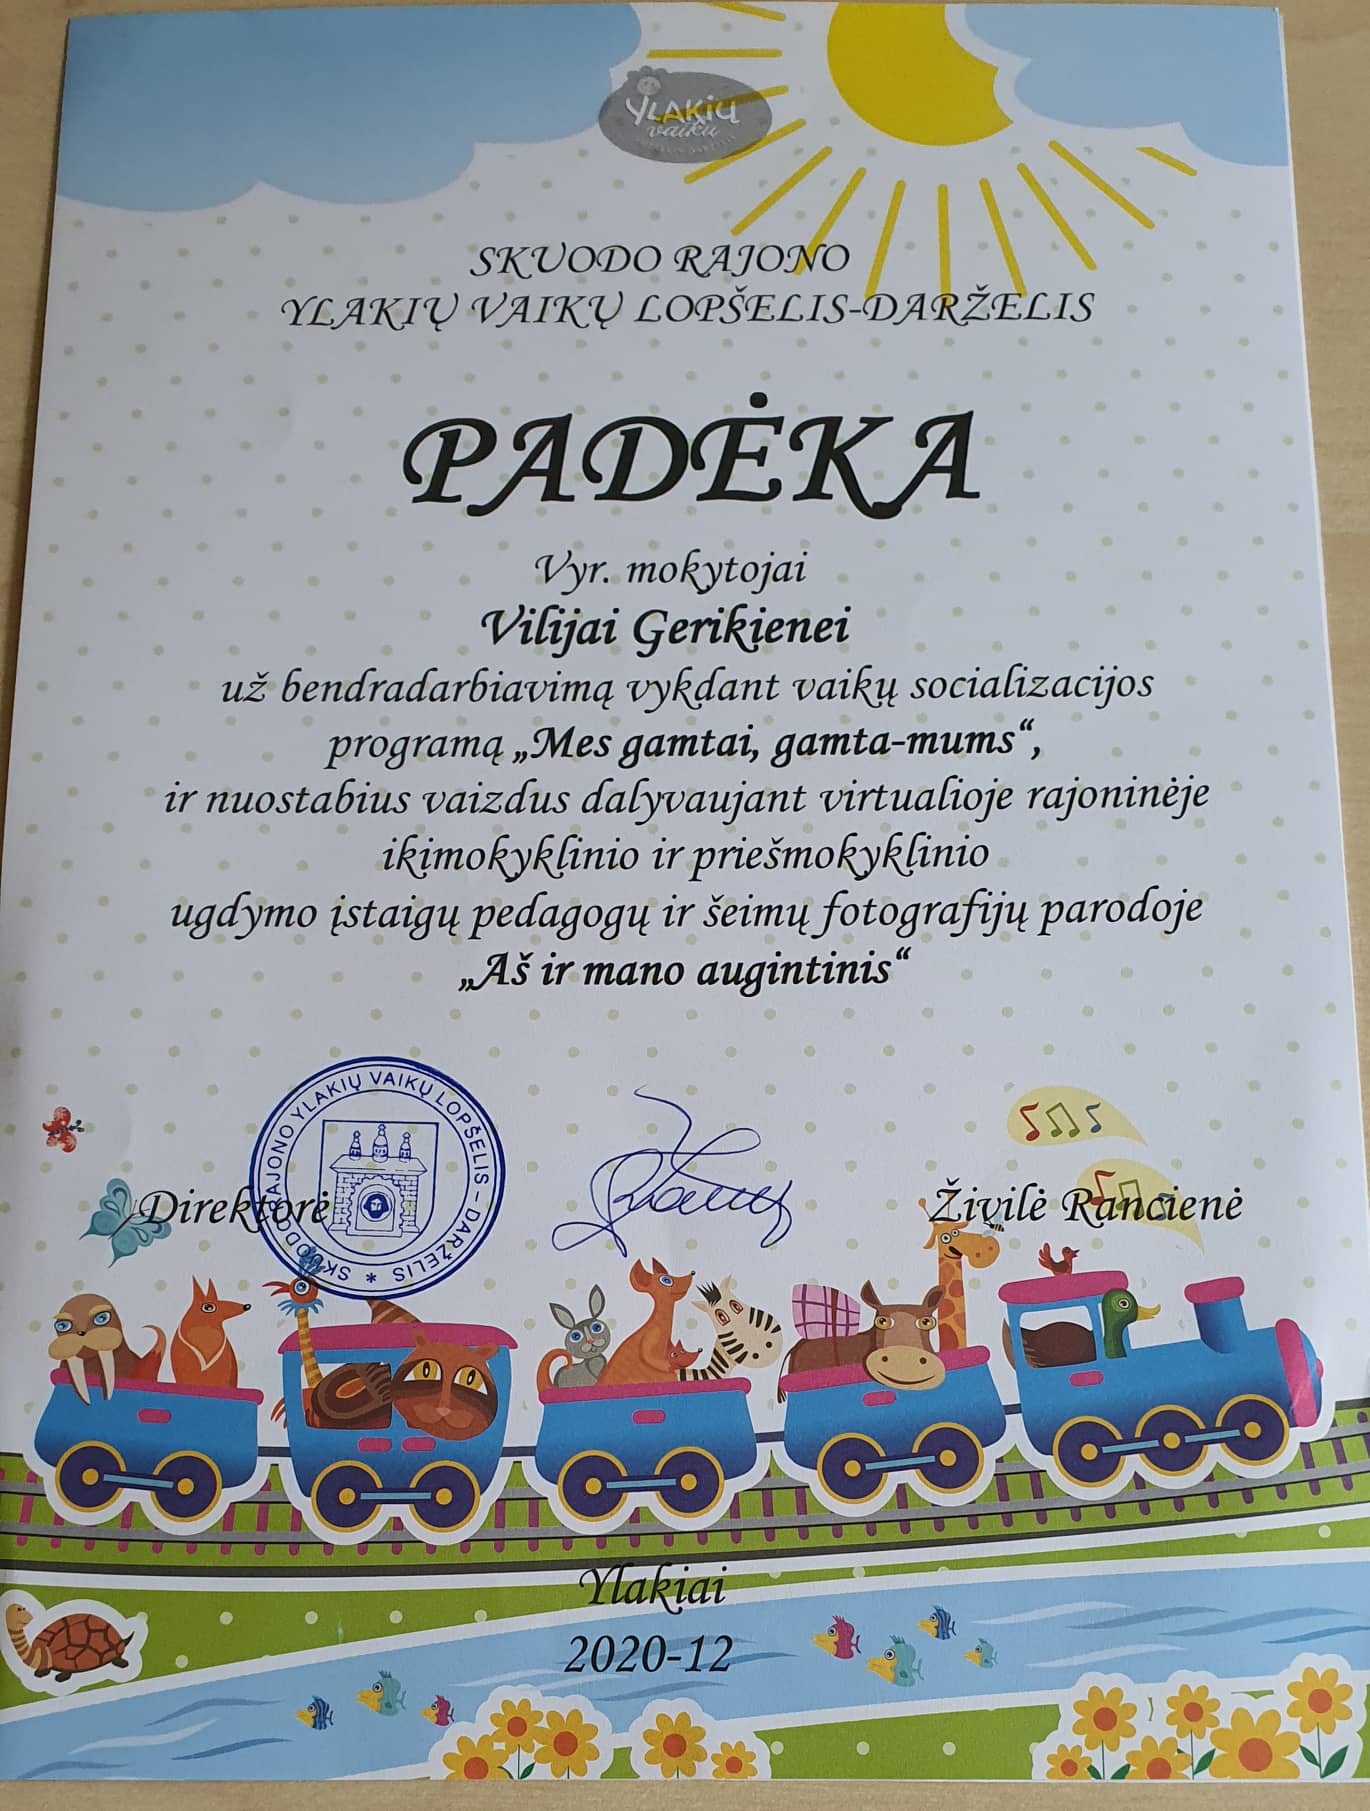 YLAKIŲ
vaikų
SKUODO RAJONO
YLAKIŲ VAIKŲ LOPŠELIS-DARŽELIS
PADĖKA
Vyr. mokytojai
Vilijai Gerikienei
už bendradarbiavimą vykdant vaikų socializacijos
programą „Mes gamtai, gamta-mums“,
ir nuostabius vaizdus dalyvaujant virtualioje rajoninėje
ikimokyklinio ir priešmokyklinio
ugdymo įstaigų pedagogų ir šeimų fotografijų parodoje
„Aš ir mano augintinis“
SKUODO RAJONO YLAKIŲ VAIKŲ LOPŠELIS - DARŽELIS *
Direktorė Živilė Rancienė
Ylakiai
2020-12